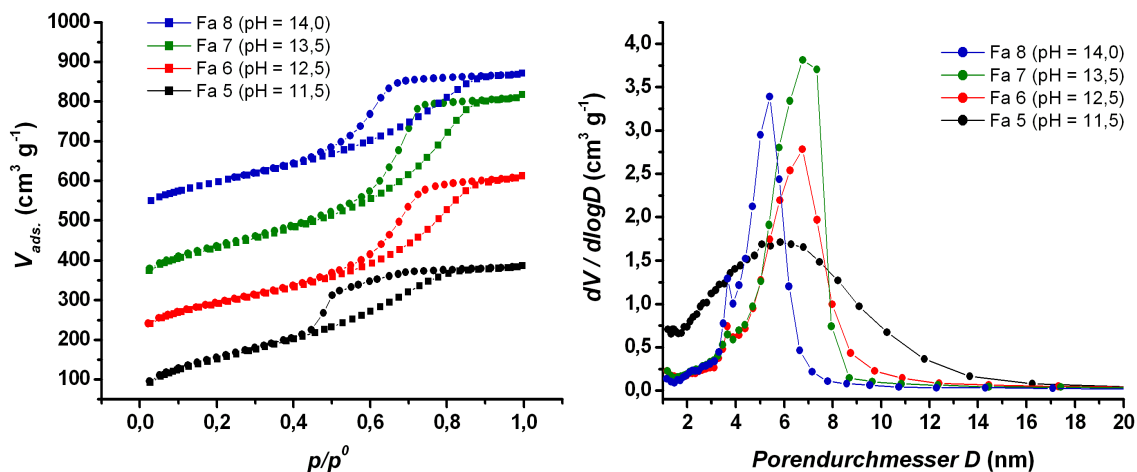 1000
900
800
700
600
500
400
300
200
100
V ads. (cm³ g⁻¹)
Fa 8 (pH = 14,0)
Fa 7 (pH = 13,5)
Fa 6 (pH = 12,5)
Fa 5 (pH = 11,5)
0,0 0,2 0,4 0,6 0,8 1,0
p/p⁰
4,0
3,5
3,0
2,5
2,0
1,5
1,0
0,5
0,0
dV / dlogD (cm³ g⁻¹)
Fa 8 (pH = 14,0)
Fa 7 (pH = 13,5)
Fa 6 (pH = 12,5)
Fa 5 (pH = 11,5)
2 4 6 8 10 12 14 16 18 20
Porendurchmesser D (nm)